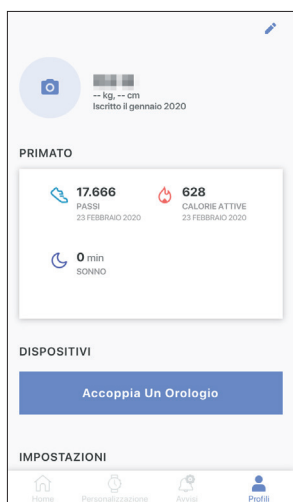 -- kg, -- cm
Iscritto il gennaio 2020
PRIMATO
17.666
PASSI
23 FEBBRAIO 2020
628
CALORIE ATTIVE
23 FEBBRAIO 2020
0 min
SONNO
DISPOSITIVI
Accoppia Un Orologio
IMPOSTAZIONI
Home
Personalizzazione
Avvisi
Profili